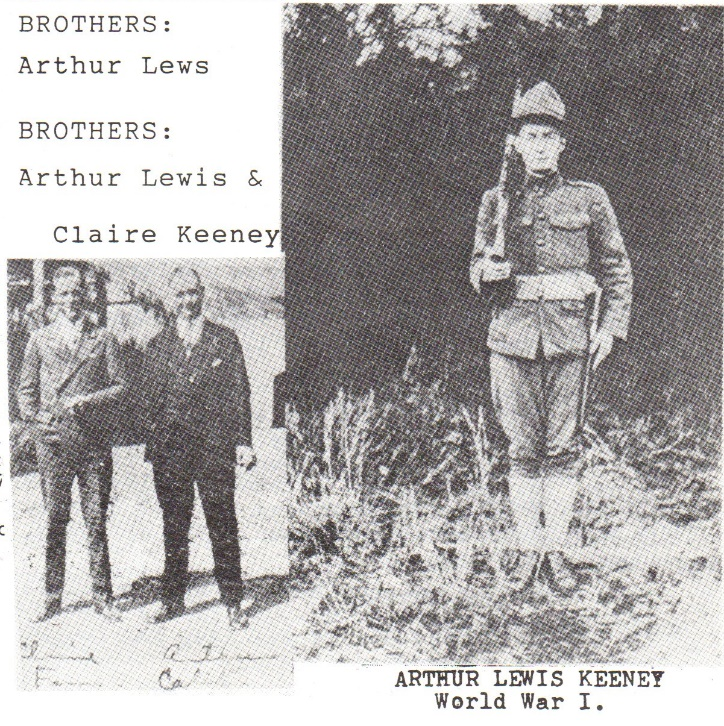 BROTHERS:
Arthur Lews
BROTHERS:
Arthur Lewis &
Claire Keeney
ARTHUR LEWIS KEENEY
World War I.